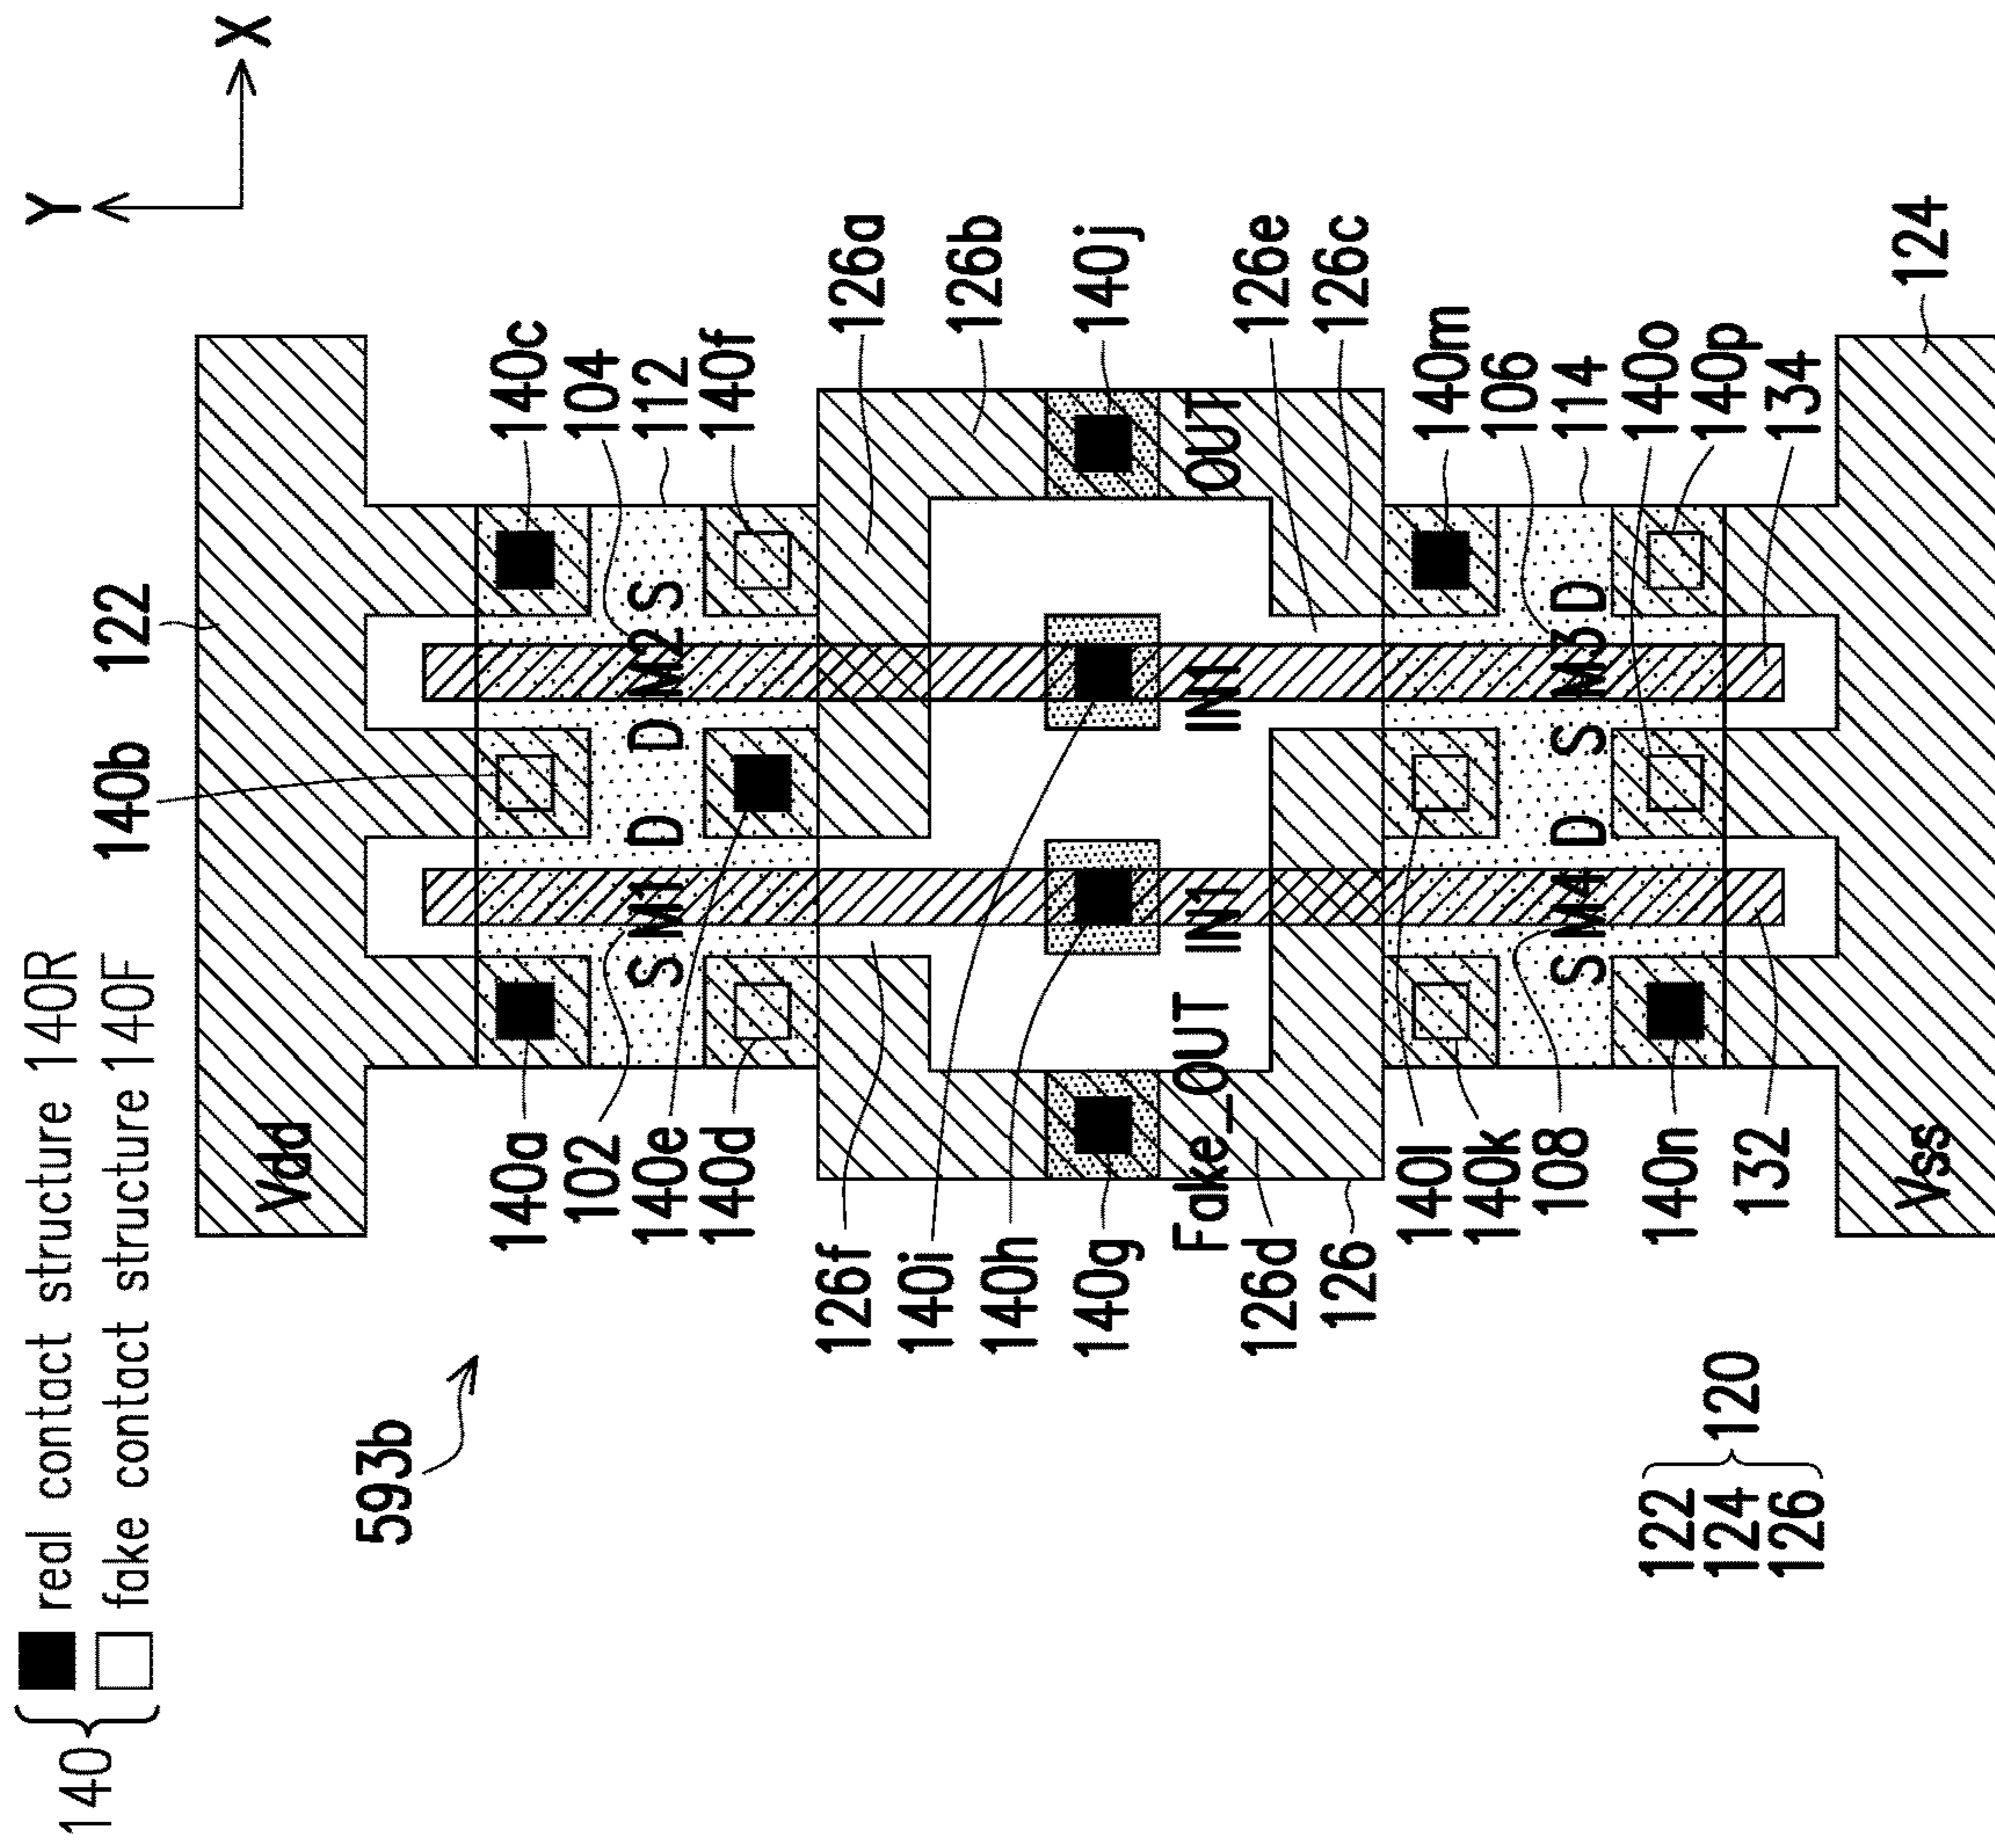 140
real contact structure 140R
fake contact structure 140F
Y
X
593b
140b
122
Vdd
140a
102
140e
140d
140c
104
112
140f
S M1 D D M2 S
126f
140i
140h
140g
126d
126
126a
126b
140j
126e
126c
Fake_OUT
IN1
IN1
OUT
140l
140k
108
140n
132
140m
106
114
140o
140p
134
S M4 D S M3 D
Vss
124
122
124
126
120